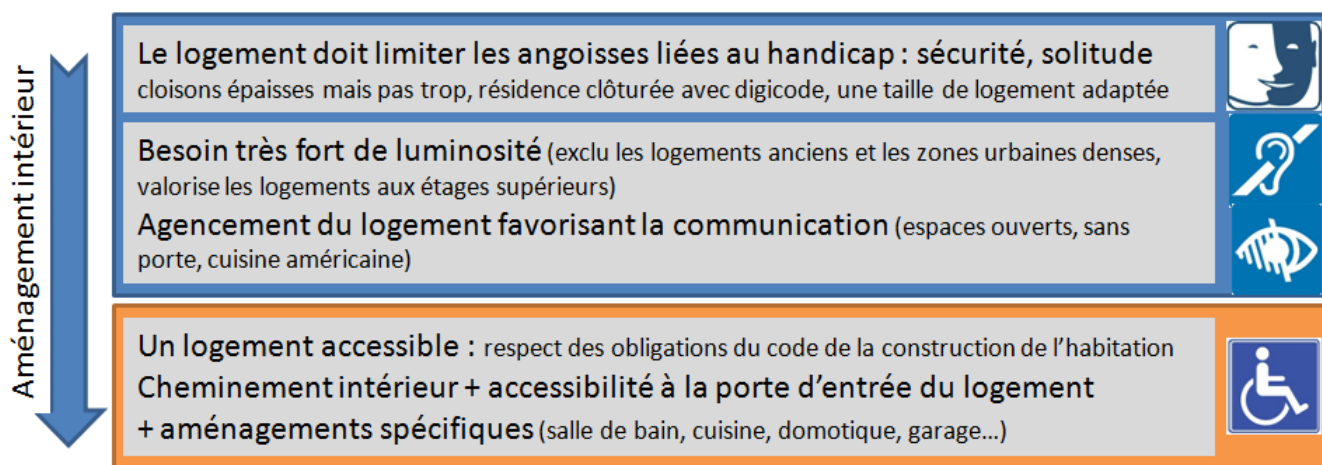 Aménagement intérieur
Le logement doit limiter les angoisses liées au handicap : sécurité, solitude
cloisons épaisses mais pas trop, résidence clôturée avec digicode, une taille de logement adaptée
Besoin très fort de luminosité (exclu les logements anciens et les zones urbaines denses,
valorise les logements aux étages supérieurs)
Agencement du logement favorisant la communication (espaces ouverts, sans
porte, cuisine américaine)
Un logement accessible : respect des obligations du code de la construction de l’habitation
Cheminement intérieur + accessibilité à la porte d’entrée du logement
+ aménagements spécifiques (salle de bain, cuisine, domotique, garage…)